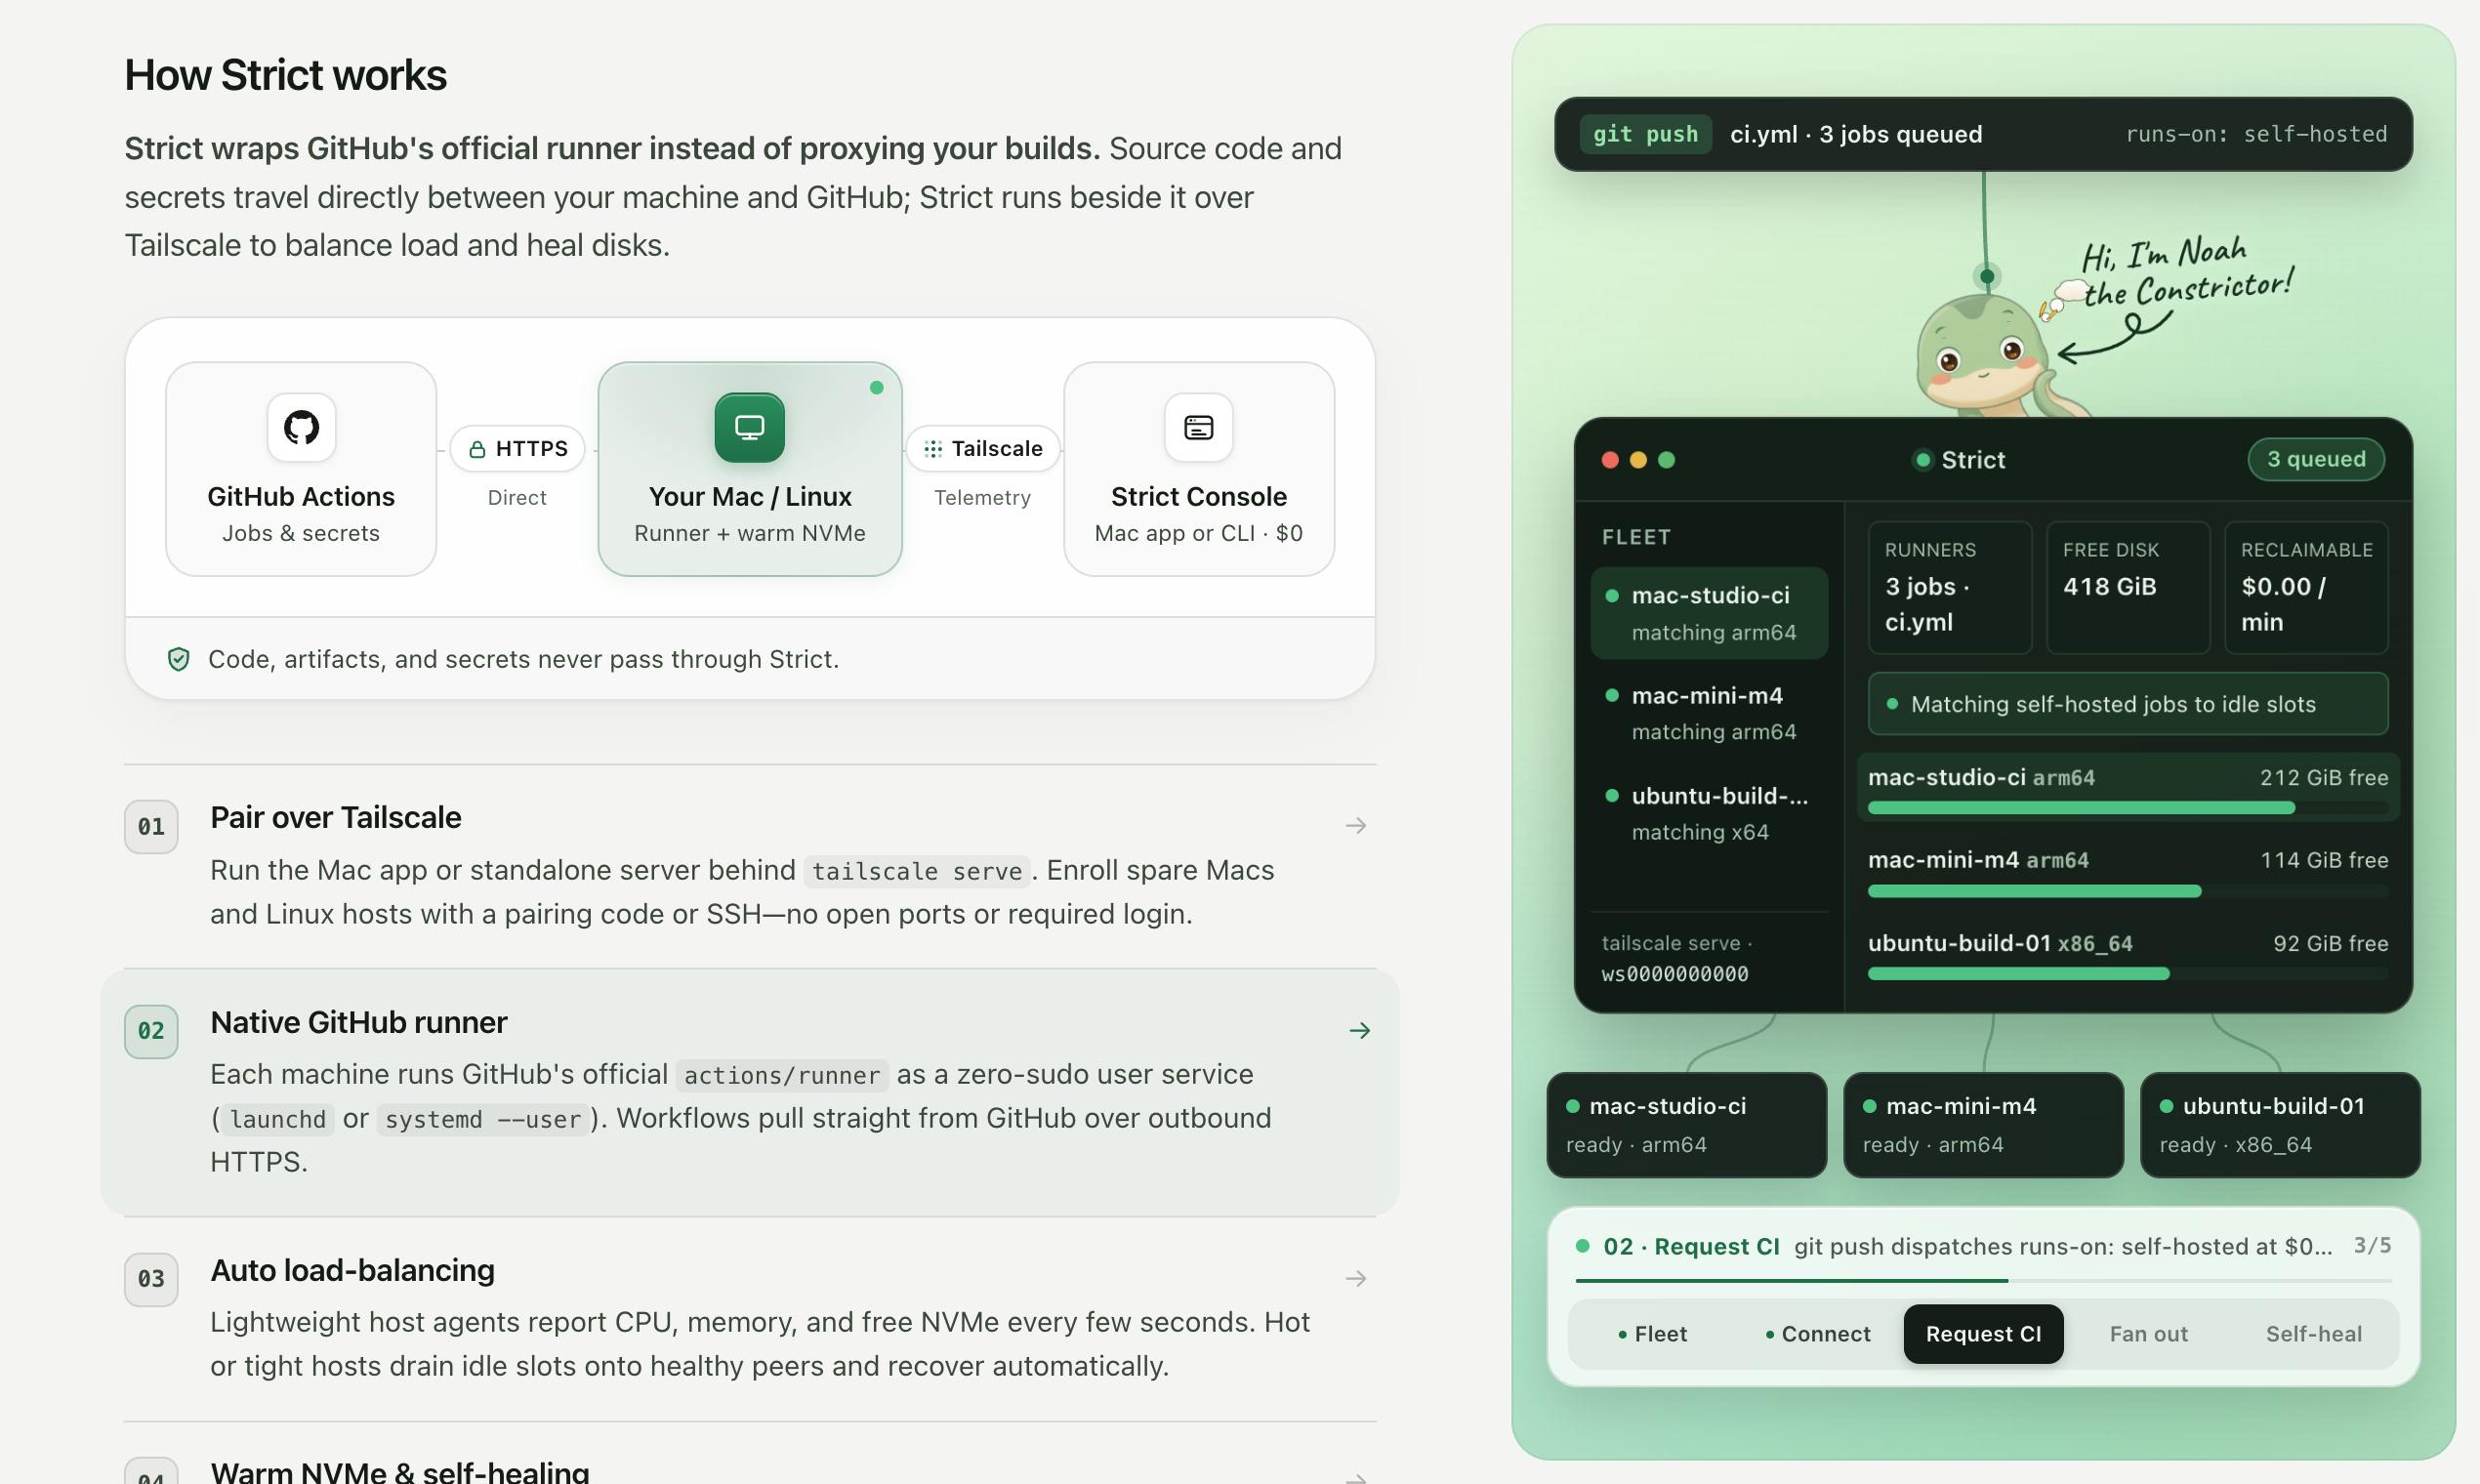 How Strict works
Strict wraps GitHub's official runner instead of proxying your builds. Source code and
secrets travel directly between your machine and GitHub; Strict runs beside it over
Tailscale to balance load and heal disks.
GitHub Actions
Jobs & secrets
HTTPS
Direct
Your Mac / Linux
Runner + warm NVMe
Tailscale
Telemetry
Strict Console
Mac app or CLI · $0
Code, artifacts, and secrets never pass through Strict.
01
Pair over Tailscale
→
Run the Mac app or standalone server behind tailscale serve. Enroll spare Macs
and Linux hosts with a pairing code or SSH—no open ports or required login.
02
Native GitHub runner
→
Each machine runs GitHub's official actions/runner as a zero-sudo user service
(launchd or systemd --user). Workflows pull straight from GitHub over outbound
HTTPS.
03
Auto load-balancing
→
Lightweight host agents report CPU, memory, and free NVMe every few seconds. Hot
or tight hosts drain idle slots onto healthy peers and recover automatically.
04
Warm NVMe & self-healing
→
git push ci.yml · 3 jobs queued runs-on: self-hosted
Hi, I'm Noah
the Constrictor!
Strict
3 queued
FLEET
mac-studio-ci
matching arm64
mac-mini-m4
matching arm64
ubuntu-build-...
matching x64
tailscale serve ·
ws0000000000
RUNNERS
3 jobs ·
ci.yml
FREE DISK
418 GiB
RECLAIMABLE
$0.00 /
min
Matching self-hosted jobs to idle slots
mac-studio-ci arm64 212 GiB free
mac-mini-m4 arm64 114 GiB free
ubuntu-build-01 x86_64 92 GiB free
mac-studio-ci
ready · arm64
mac-mini-m4
ready · arm64
ubuntu-build-01
ready · x86_64
02 · Request CI git push dispatches runs-on: self-hosted at $0... 3/5
• Fleet
• Connect
Request CI
Fan out
Self-heal